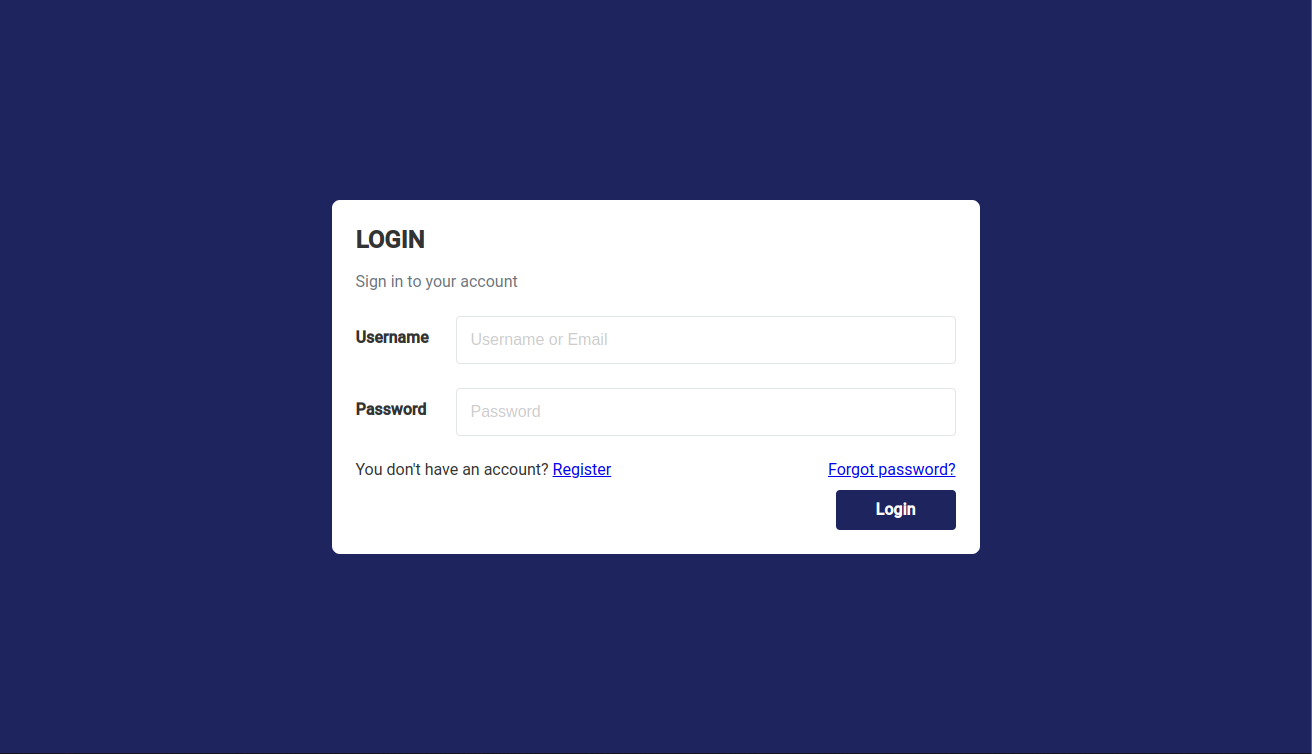 LOGIN
Sign in to your account
Username Username or Email
Password Password
You don't have an account? Register Forgot password?
Login